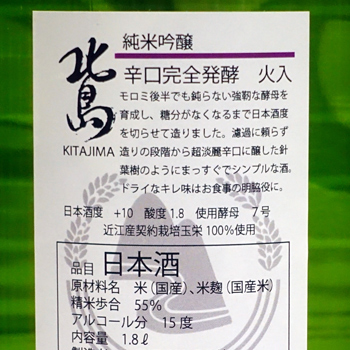 純米吟醸
北島
KITAJIMA
辛口完全発酵 火入
モロミ後半でも鈍らない強靭な酵母を
育成し、糖分がなくなるまで日本酒度
を切らせて造りました。濾過に頼らず
造りの段階から超淡麗辛口に醸した針
葉樹のようにまっすぐでシンプルな酒。
ドライなキレ味はお食事の明脇役に。
日本酒度 +10 酸度 1.8 使用酵母 7号
近江産契約栽培玉栄 100%使用
品目 日本酒
原材料名 米(国産)、米麹(国産米)
精米歩合 55%
アルコール分 15度
内容量 1.8ℓ